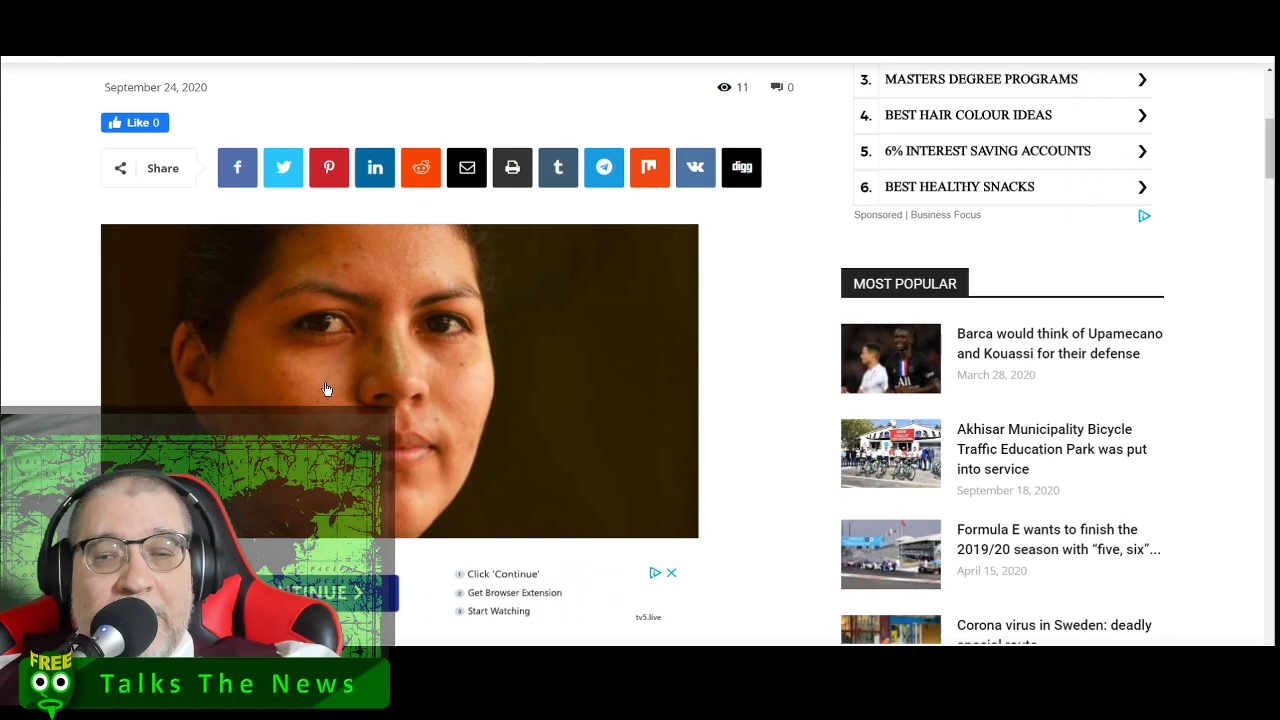 September 24, 2020
11
0
Like 0
Share
digg
3. MASTERS DEGREE PROGRAMS
4. BEST HAIR COLOUR IDEAS
5. 6% INTEREST SAVING ACCOUNTS
6. BEST HEALTHY SNACKS
Sponsored | Business Focus
MOST POPULAR
Barca would think of Upamecano
and Kouassi for their defense
March 28, 2020
Akhisar Municipality Bicycle
Traffic Education Park was put
into service
September 18, 2020
Formula E wants to finish the
2019/20 season with “five, six”...
April 15, 2020
Corona virus in Sweden: deadly
1 Click 'Continue'
2 Get Browser Extension
3 Start Watching
tv5.live
FREE
Talks The News